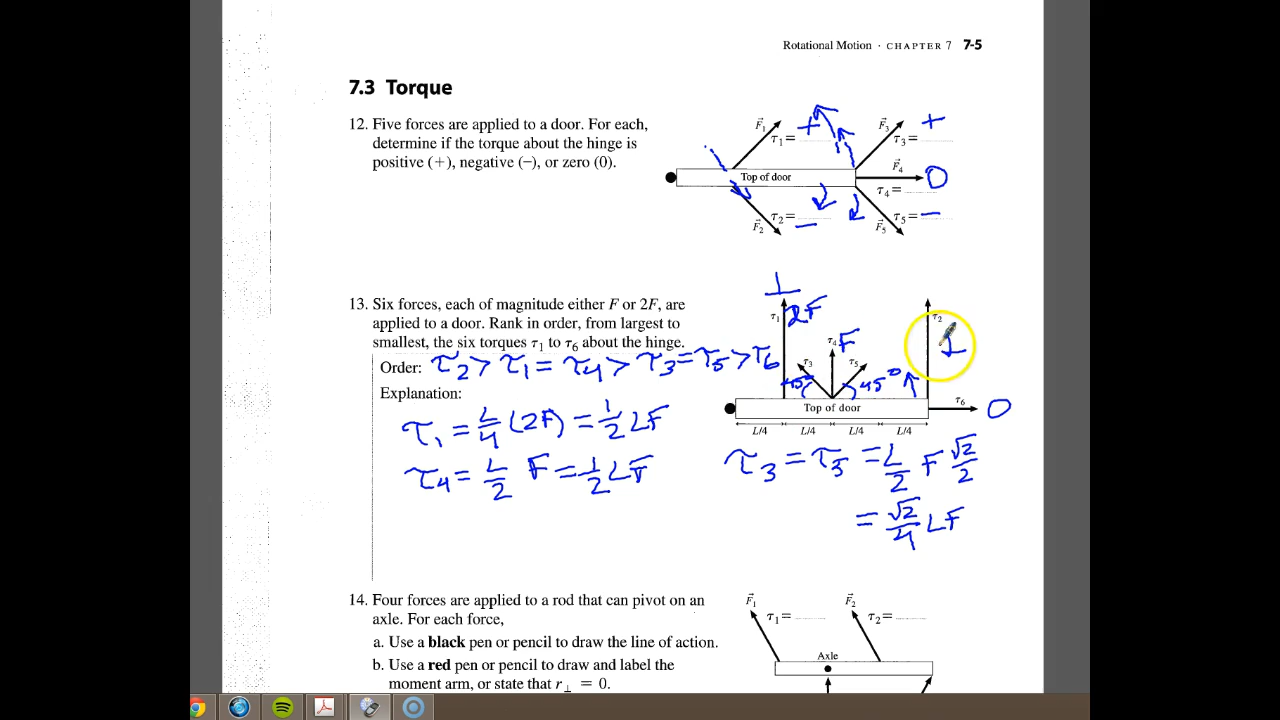 Rotational Motion · CHAPTER 7 7-5
7.3 Torque
12. Five forces are applied to a door. For each,
determine if the torque about the hinge is
positive (+), negative (−), or zero (0).
F⃗1
τ1= +
F⃗3
τ3= +
Top of door
F⃗4
τ4= 0
F⃗2
τ2= −
F⃗5
τ5= −
13. Six forces, each of magnitude either F or 2F, are
applied to a door. Rank in order, from largest to
smallest, the six torques τ1 to τ6 about the hinge.
Order: τ2 > τ1 = τ4 > τ3 = τ5 > τ6
Explanation:
τ1 = L/4 (2F) = 1/2 LF
τ4 = L/2 F = 1/2 LF
τ1 2F
τ2
τ4 F
τ3 τ5
45° 45°
τ6 0
Top of door
L/4 L/4 L/4 L/4
τ3 = τ5 = L/2 F √2/2
= √2/4 LF
14. Four forces are applied to a rod that can pivot on an
axle. For each force,
a. Use a black pen or pencil to draw the line of action.
b. Use a red pen or pencil to draw and label the
moment arm, or state that r⊥ = 0.
F⃗1
τ1=
F⃗2
τ2=
Axle